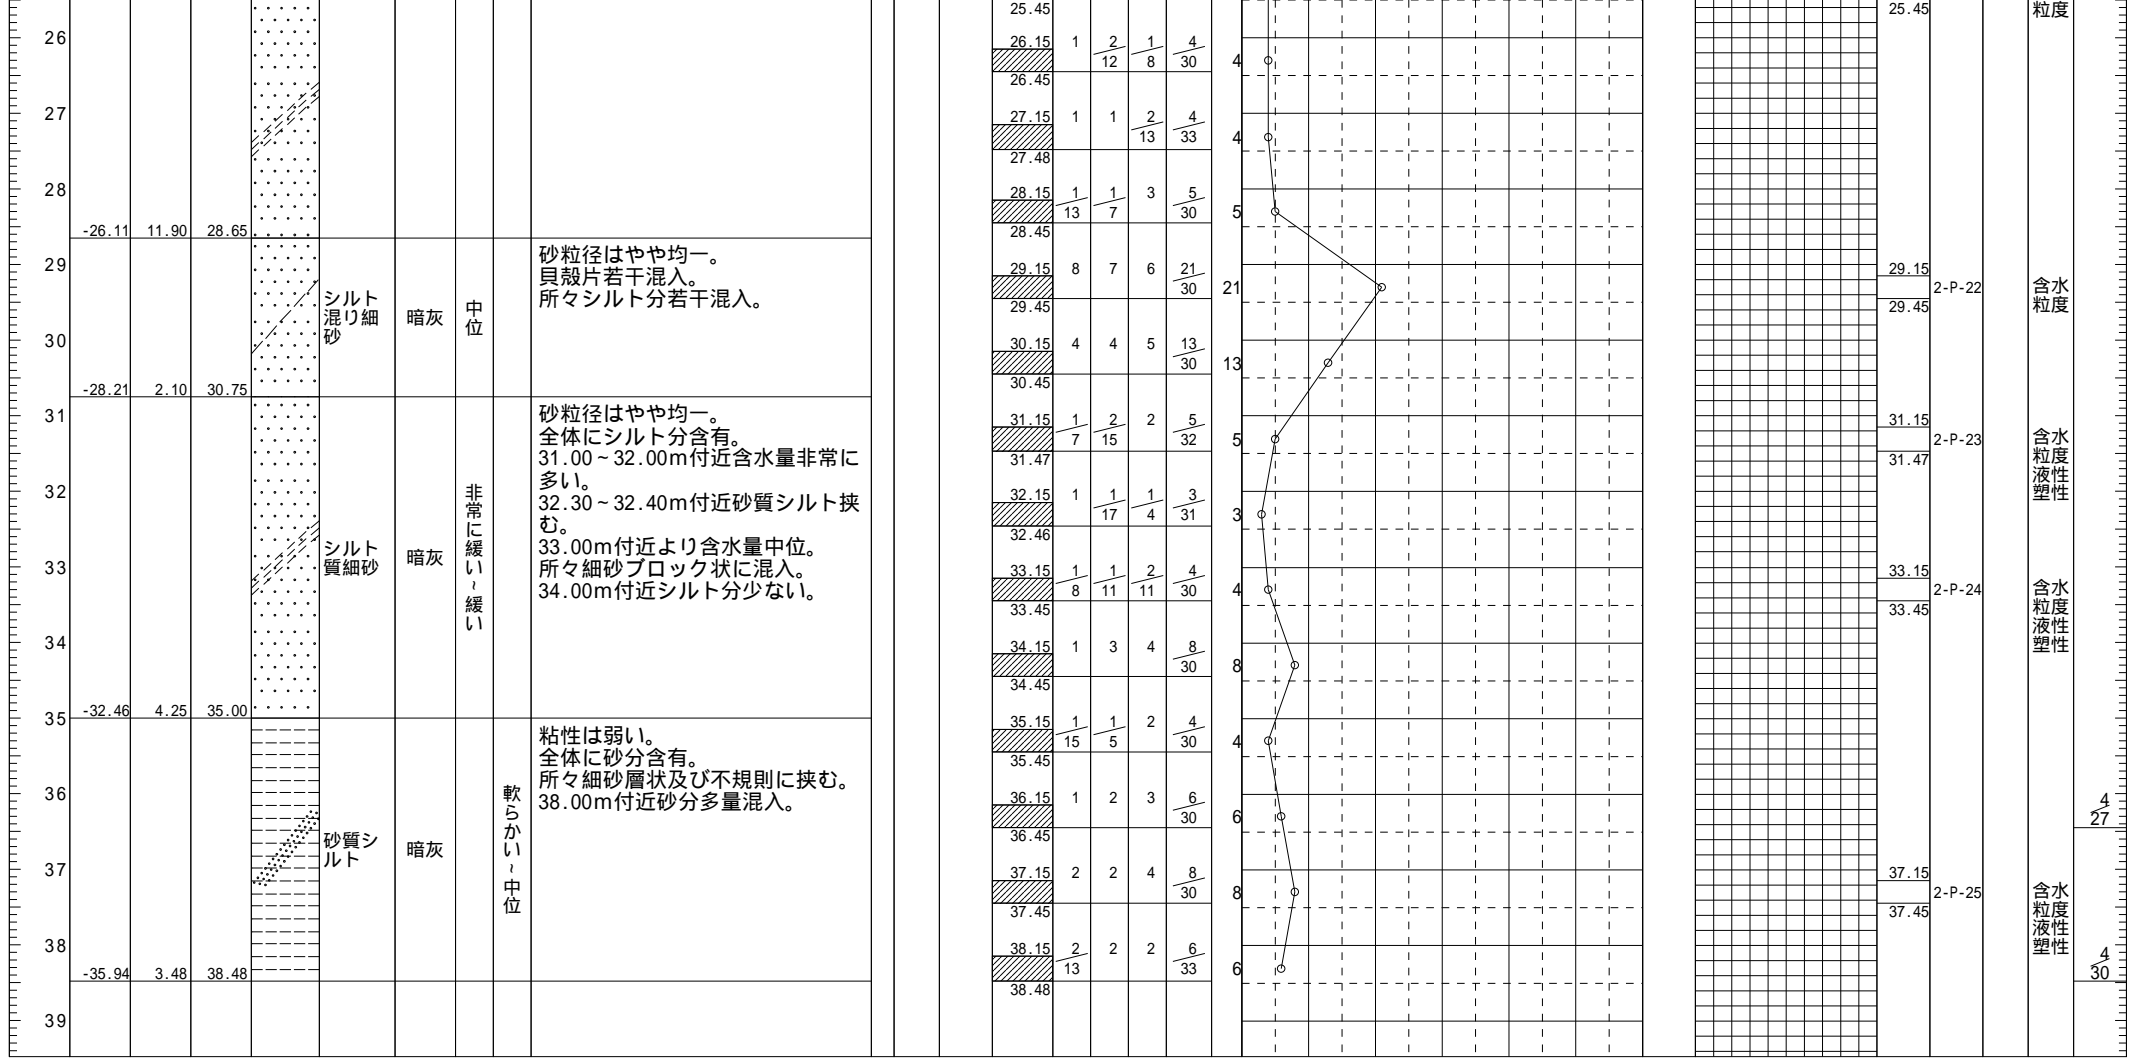 25.45
25.45
粒度
26
26.15 1 2/12 1/8 4/30 4
26.45
27
27.15 1 1 2/13 4/33 4
27.48
28
28.15 1/13 1/7 3 5/30 5
28.45
-26.11 11.90 28.65
29
シルト
混り細
砂
暗灰
中位
砂粒径はやや均一。
貝殻片若干混入。
所々シルト分若干混入。
29.15 8 7 6 21/30 21
29.45
29.15
2-P-22
29.45
含水
粒度
30
30.15 4 4 5 13/30 13
30.45
-28.21 2.10 30.75
31
シルト
質細砂
暗灰
非常に緩い~緩い
砂粒径はやや均一。
全体にシルト分含有。
31.00~32.00m付近含水量非常に
多い。
32.30~32.40m付近砂質シルト挟
む。
33.00m付近より含水量中位。
所々細砂ブロック状に混入。
34.00m付近シルト分少ない。
31.15 1/7 2/15 2 5/32 5
31.47
31.15
2-P-23
31.47
含水
粒度
液性
塑性
32
32.15 1 1/17 1/4 3/31 3
32.46
33
33.15 1/8 1/11 2/11 4/30 4
33.45
33.15
2-P-24
33.45
含水
粒度
液性
塑性
34
34.15 1 3 4 8/30 8
34.45
-32.46 4.25 35.00
35
砂質シ
ルト
暗灰
軟らかい~中位
粘性は弱い。
全体に砂分含有。
所々細砂層状及び不規則に挟む。
38.00m付近砂分多量混入。
35.15 1/15 1/5 2 4/30 4
35.45
36
36.15 1 2 3 6/30 6
36.45
4/27
37
37.15 2 2 4 8/30 8
37.45
37.15
2-P-25
37.45
含水
粒度
液性
塑性
38
38.15 2/13 2 2 6/33 6
38.48
-35.94 3.48 38.48
4/30
39